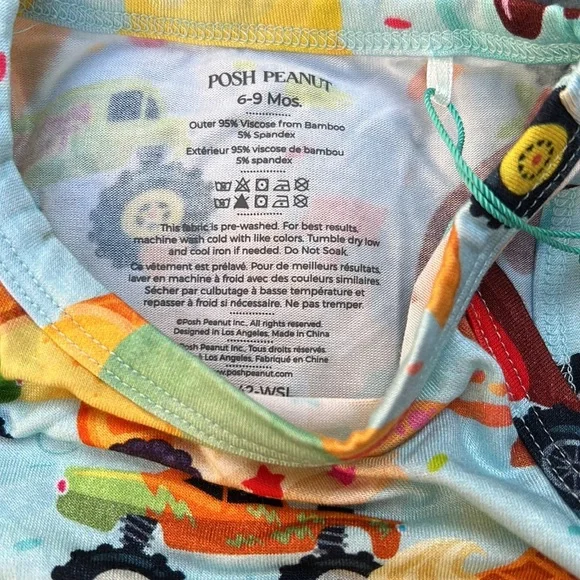 POSH PEANUT
6-9 Mos.
Outer 95% Viscose from Bamboo
5% Spandex
Extérieur 95% viscose de bambou
5% spandex
This fabric is pre-washed. For best results,
machine wash cold with like colors. Tumble dry low
and cool iron if needed. Do Not Soak.
Ce vêtement est prélavé. Pour de meilleurs résultats,
laver en machine à froid avec des couleurs similaires.
Sécher par culbutage à basse température et
repasser à froid si nécessaire. Ne pas tremper.
©Posh Peanut Inc., All rights reserved.
Designed in Los Angeles. Made in China
Posh Peanut Inc., Tous droits réservés.
Los Angeles. Fabriqué en Chine
www.poshpeanut.com